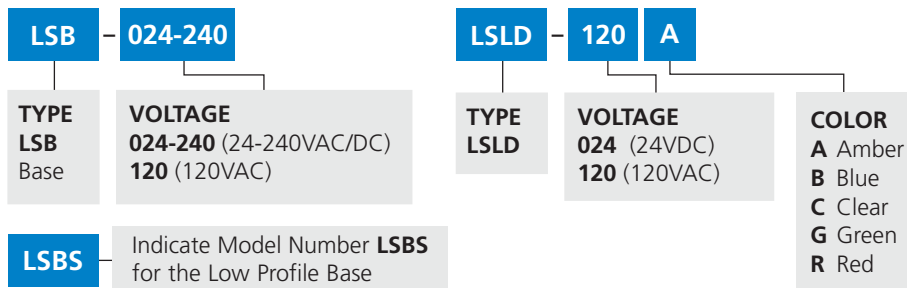 LSB – 024-240
TYPE
LSB
Base
VOLTAGE
024-240 (24-240VAC/DC)
120 (120VAC)
LSBS
Indicate Model Number LSBS
for the Low Profile Base
LSLD – 120 A
TYPE
LSLD
VOLTAGE
024 (24VDC)
120 (120VAC)
COLOR
A Amber
B Blue
C Clear
G Green
R Red